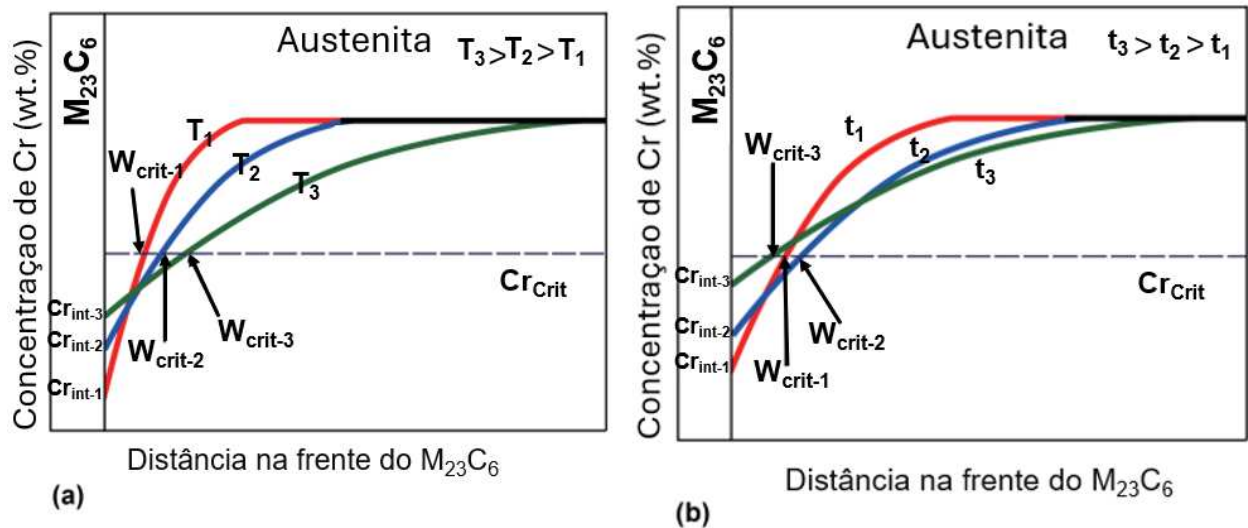 Concentraçao de Cr (wt.%)
M23C6
Austenita
T3>T2>T1
T1
T2
T3
Wcrit-1
CrCrit
Crint-3
Crint-2
Crint-1
Wcrit-2
Wcrit-3
Distância na frente do M23C6
(a)
Concentraçao de Cr (wt.%)
M23C6
Austenita
t3>t2>t1
t1
t2
t3
Wcrit-3
CrCrit
Crint-3
Crint-2
Crint-1
Wcrit-2
Wcrit-1
Distância na frente do M23C6
(b)